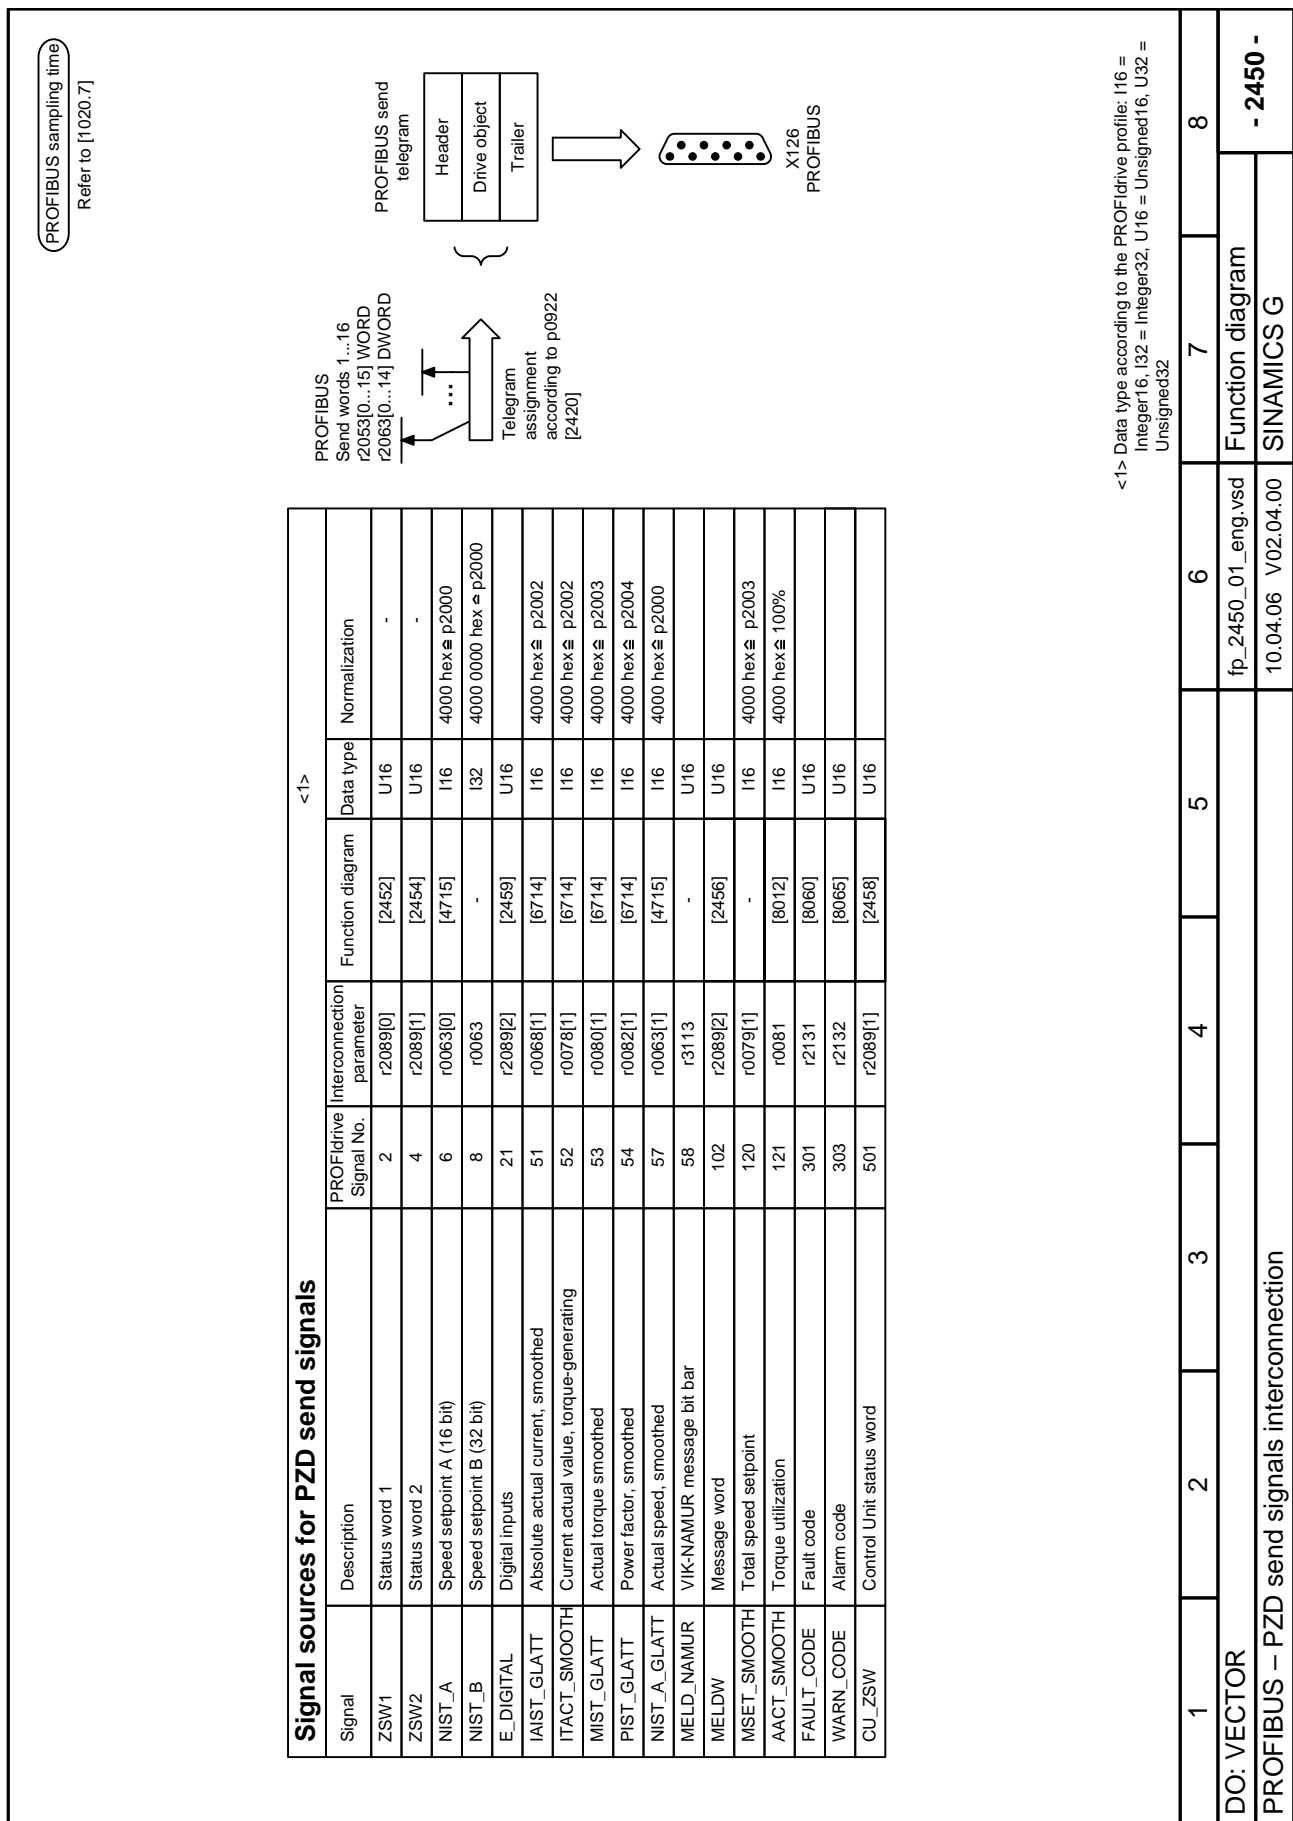 PROFIBUS sampling time
Refer to [1020.7]
Signal sources for PZD send signals
<1>
Signal Description PROFIdrive Signal No. Interconnection parameter Function diagram Data type Normalization
ZSW1 Status word 1 2 r2089[0] [2452] U16 -
ZSW2 Status word 2 4 r2089[1] [2454] U16 -
NIST_A Speed setpoint A (16 bit) 6 r0063[0] [4715] I16 4000 hex ≙ p2000
NIST_B Speed setpoint B (32 bit) 8 r0063 - I32 4000 0000 hex ≙ p2000
E_DIGITAL Digital inputs 21 r2089[2] [2459] U16
IAIST_GLATT Absolute actual current, smoothed 51 r0068[1] [6714] I16 4000 hex ≙ p2002
ITACT_SMOOTH Current actual value, torque-generating 52 r0078[1] [6714] I16 4000 hex ≙ p2002
MIST_GLATT Actual torque smoothed 53 r0080[1] [6714] I16 4000 hex ≙ p2003
PIST_GLATT Power factor, smoothed 54 r0082[1] [6714] I16 4000 hex ≙ p2004
NIST_A_GLATT Actual speed, smoothed 57 r0063[1] [4715] I16 4000 hex ≙ p2000
MELD_NAMUR VIK-NAMUR message bit bar 58 r3113 - U16
MELDW Message word 102 r2089[2] [2456] U16
MSET_SMOOTH Total speed setpoint 120 r0079[1] - I16 4000 hex ≙ p2003
AACT_SMOOTH Torque utilization 121 r0081 [8012] I16 4000 hex ≙ 100%
FAULT_CODE Fault code 301 r2131 [8060] U16
WARN_CODE Alarm code 303 r2132 [8065] U16
CU_ZSW Control Unit status word 501 r2089[1] [2458] U16
PROFIBUS
Send words 1...16
r2053[0...15] WORD
r2063[0...14] DWORD
...
Telegram
assignment
according to p0922
[2420]
PROFIBUS send
telegram
Header
Drive object
Trailer
X126
PROFIBUS
<1> Data type according to the PROFIdrive profile: I16 =
Integer16, I32 = Integer32, U16 = Unsigned16, U32 =
Unsigned32
1 2 3 4 5 6 7 8
DO: VECTOR fp_2450_01_eng.vsd Function diagram - 2450 -
PROFIBUS – PZD send signals interconnection 10.04.06 V02.04.00 SINAMICS G